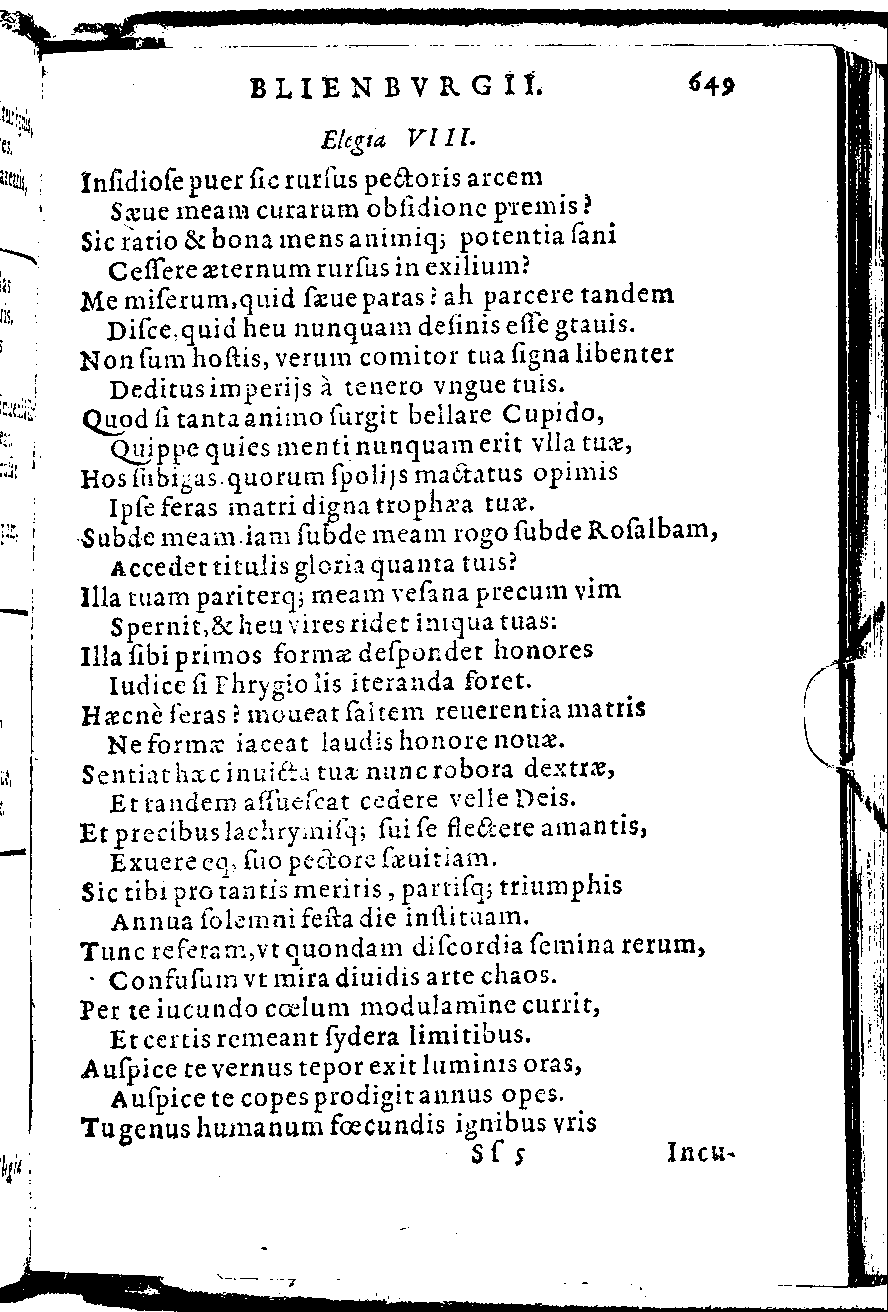 BLIENBVRGII. 649
Elegia VIII.
Inſidioſe puer ſic rurſus pectoris arcem
Sæue meam curarum obſidione premis?
Sic ratio & bona mens animiq; potentia ſani
Ceſſere æternum rurſus in exilium?
Me miſerum, quid ſæue paras? ah parcere tandem
Diſce, quid heu nunquam deſinis eſſe gtauis.
Non ſum hoſtis, verum comitor tua ſigna libenter
Deditus imperijs à tenero vngue tuis.
Quod ſi tanta animo ſurgit bellare Cupido,
Quippe quies menti nunquam erit vlla tuæ,
Hos ſubigas. quorum ſpolijs mactatus opimis
Ipſe feras matri digna trophæa tuæ.
Subde meam. iam ſubde meam rogo ſubde Roſalbam,
Accedet titulis gloria quanta tuis?
Illa tuam pariterq; meam veſana precum vim
Spernit, & heu vires ridet iniqua tuas:
Illa ſibi primos formæ deſpondet honores
Iudice ſi Phrygio lis iteranda foret.
Hæcnè feras? moueat ſaltem reuerentia matris
Ne formæ iaceat laudis honore nouæ.
Sentiat hæc inuicta tuæ nunc robora dextræ,
Et tandem aſſueſcat cedere velle Deis.
Et precibus lachrymiſq; ſui ſe flectere amantis,
Exuere eq, ſuo pectore ſæuitiam.
Sic tibi pro tantis meritis, partiſq; triumphis
Annua ſolemni feſta die inſtituam.
Tunc referam, vt quondam diſcordia ſemina rerum,
Confuſum vt mira diuidis arte chaos.
Per te iucundo cœlum modulamine currit,
Et certis remeant ſydera limitibus.
Auſpice te vernus tepor exit luminis oras,
Auſpice te copes prodigit annus opes.
Tu genus humanum fœcundis ignibus vris
Sſ 5 Incu-